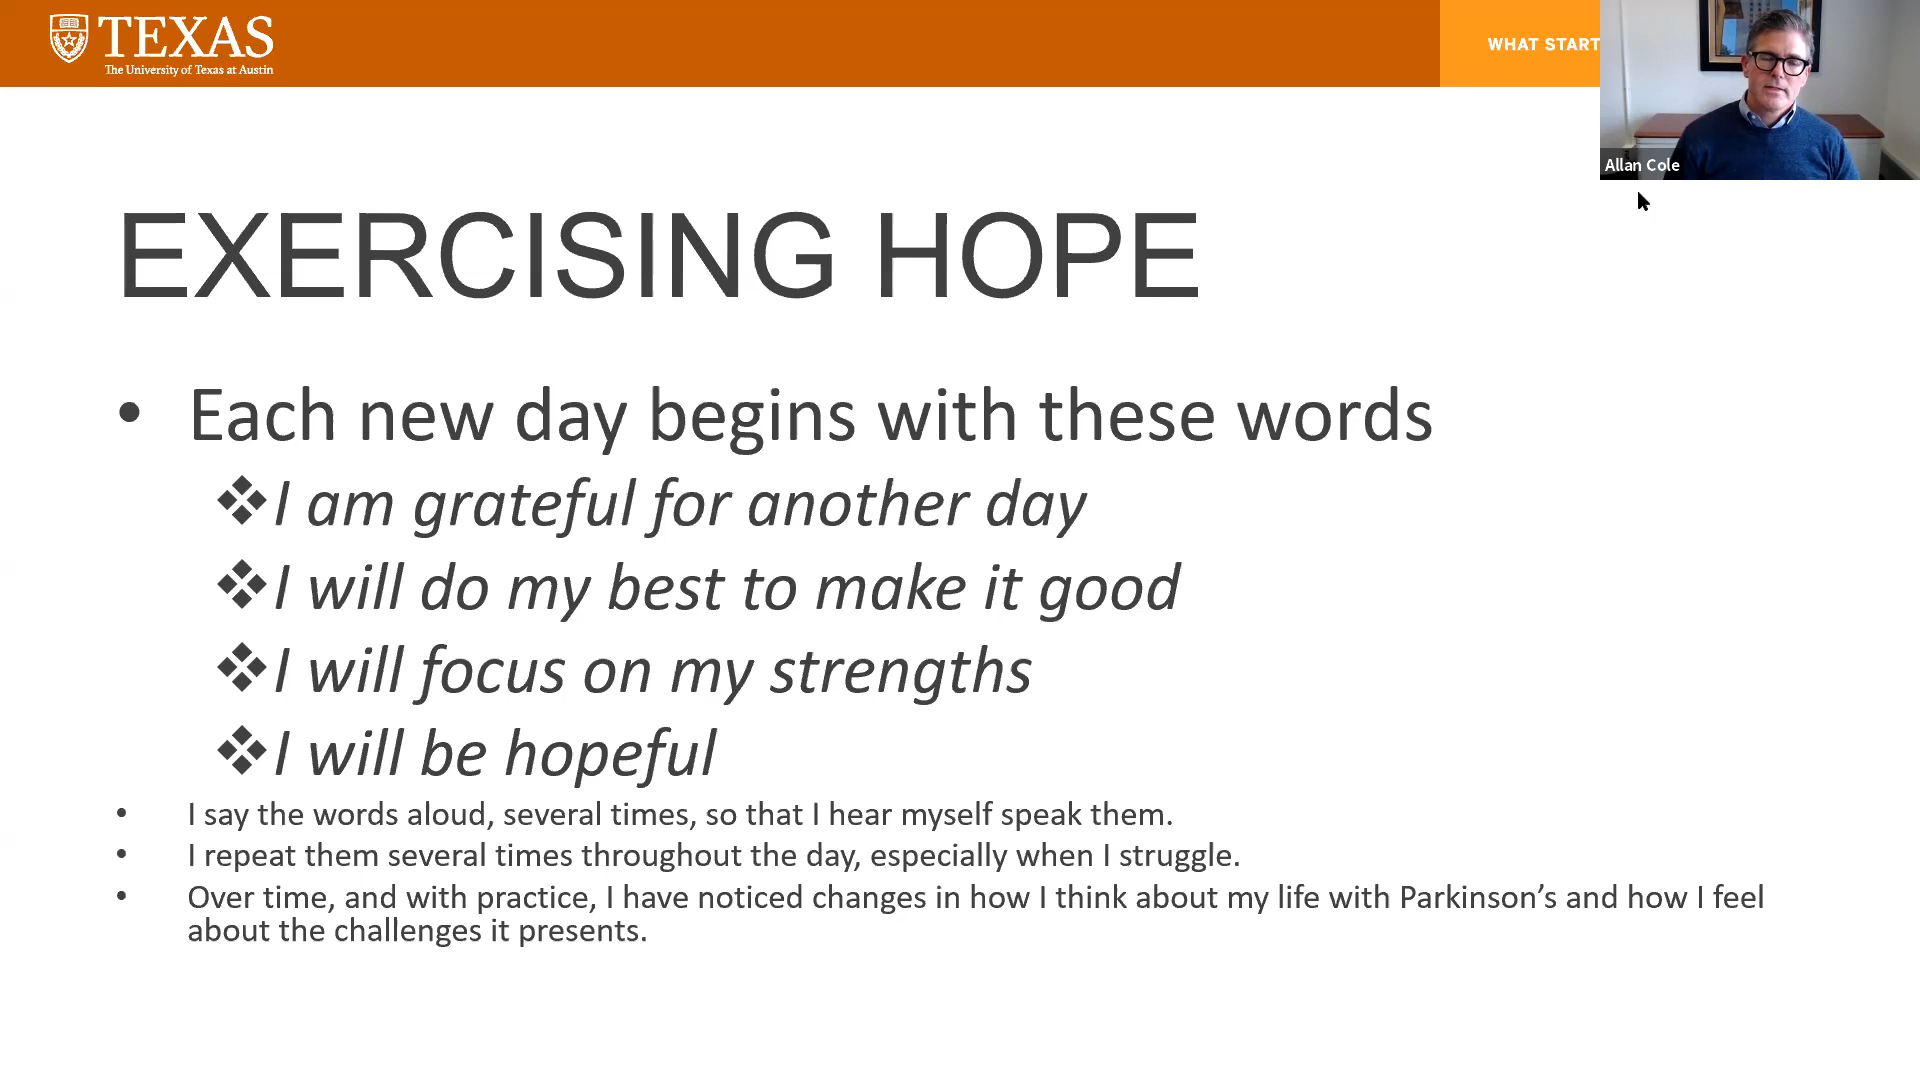 TEXAS
The University of Texas at Austin
WHAT START
Allan Cole
EXERCISING HOPE
• Each new day begins with these words
❖I am grateful for another day
❖I will do my best to make it good
❖I will focus on my strengths
❖I will be hopeful
• I say the words aloud, several times, so that I hear myself speak them.
• I repeat them several times throughout the day, especially when I struggle.
• Over time, and with practice, I have noticed changes in how I think about my life with Parkinson’s and how I feel
about the challenges it presents.